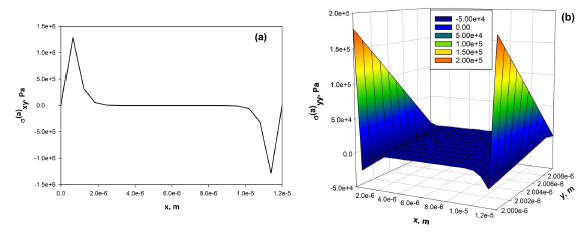 (a)
σ(a)xy, Pa
1.5e+6
1.0e+6
5.0e+5
0.0
-5.0e+5
-1.0e+6
-1.5e+6
0.0 2.0e-6 4.0e-6 6.0e-6 8.0e-6 1.0e-5 1.2e-5
x, m
(b)
-5.00e+4
0.00
5.00e+4
1.00e+5
1.50e+5
2.00e+5
σ(a)yy, Pa
2.0e+5
1.5e+5
1.0e+5
5.0e+4
0.0
-5.0e+4
2.0e-6 4.0e-6 6.0e-6 8.0e-6 1.0e-5 1.2e-5
x, m
2.000e-6 2.002e-6 2.004e-6 2.006e-6 2.008e-6
y, m